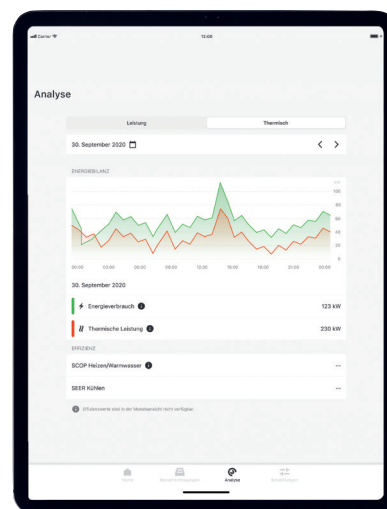 Carrier
12:00
Analyse
Leistung
Thermisch
30. September 2020
ENERGIEBILANZ
100
80
60
40
20
0
00:00 03:00 06:00 09:00 12:00 15:00 18:00 21:00 00:00
30. September 2020
Energieverbrauch
123 kW
Thermische Leistung
230 kW
EFFIZIENZ
SCOP Heizen/Warmwasser
--
SEER Kühlen
--
Effizienzwerte sind in der Monatsansicht nicht verfügbar.
Home
Analyse
Einstellungen